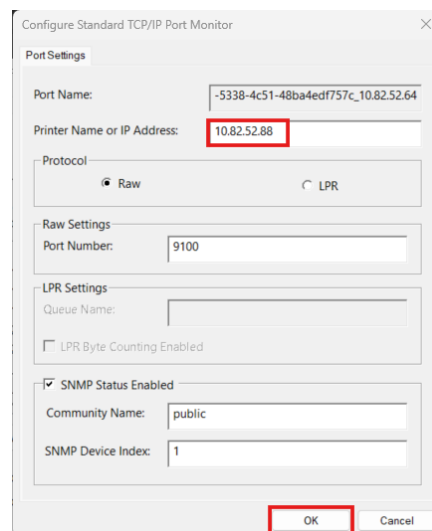 Configure Standard TCP/IP Port Monitor
Port Settings
Port Name: -5338-4c51-48ba4edf757c_10.82.52.64
Printer Name or IP Address: 10.82.52.88
Protocol
Raw LPR
Raw Settings
Port Number: 9100
LPR Settings
Queue Name:
LPR Byte Counting Enabled
SNMP Status Enabled
Community Name: public
SNMP Device Index: 1
OK Cancel